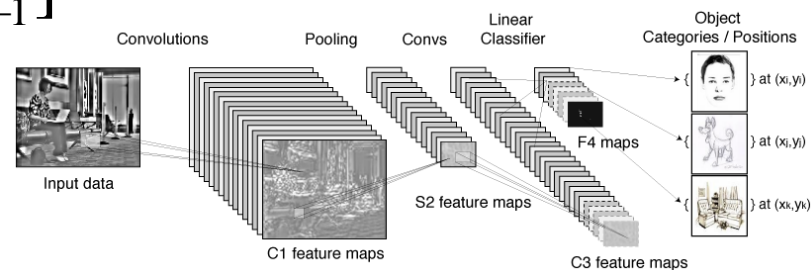 -1 ]
Convolutions
Pooling
Convs
Linear
Classifier
Object
Categories / Positions
{ } at (xi,yi)
{ } at (xj,yj)
{ } at (xk,yk)
F4 maps
Input data
S2 feature maps
C1 feature maps
C3 feature maps